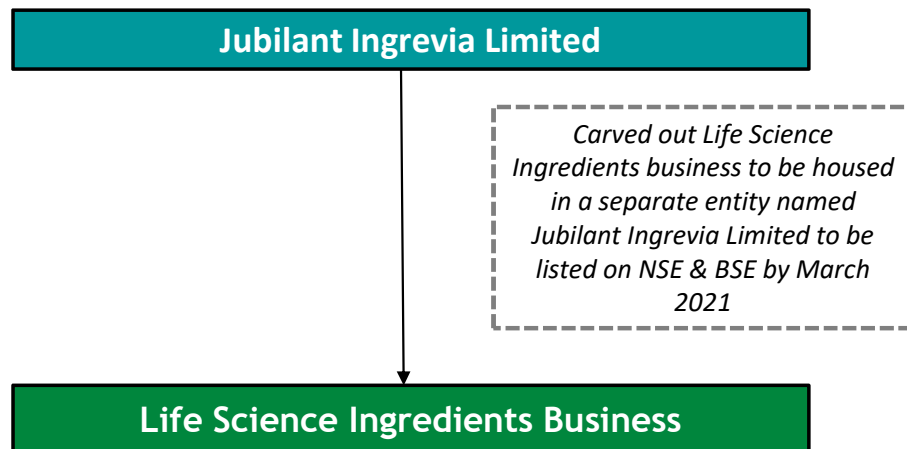 Jubilant Ingrevia Limited
Carved out Life Science
Ingredients business to be housed
in a separate entity named
Jubilant Ingrevia Limited to be
listed on NSE & BSE by March
2021
Life Science Ingredients Business